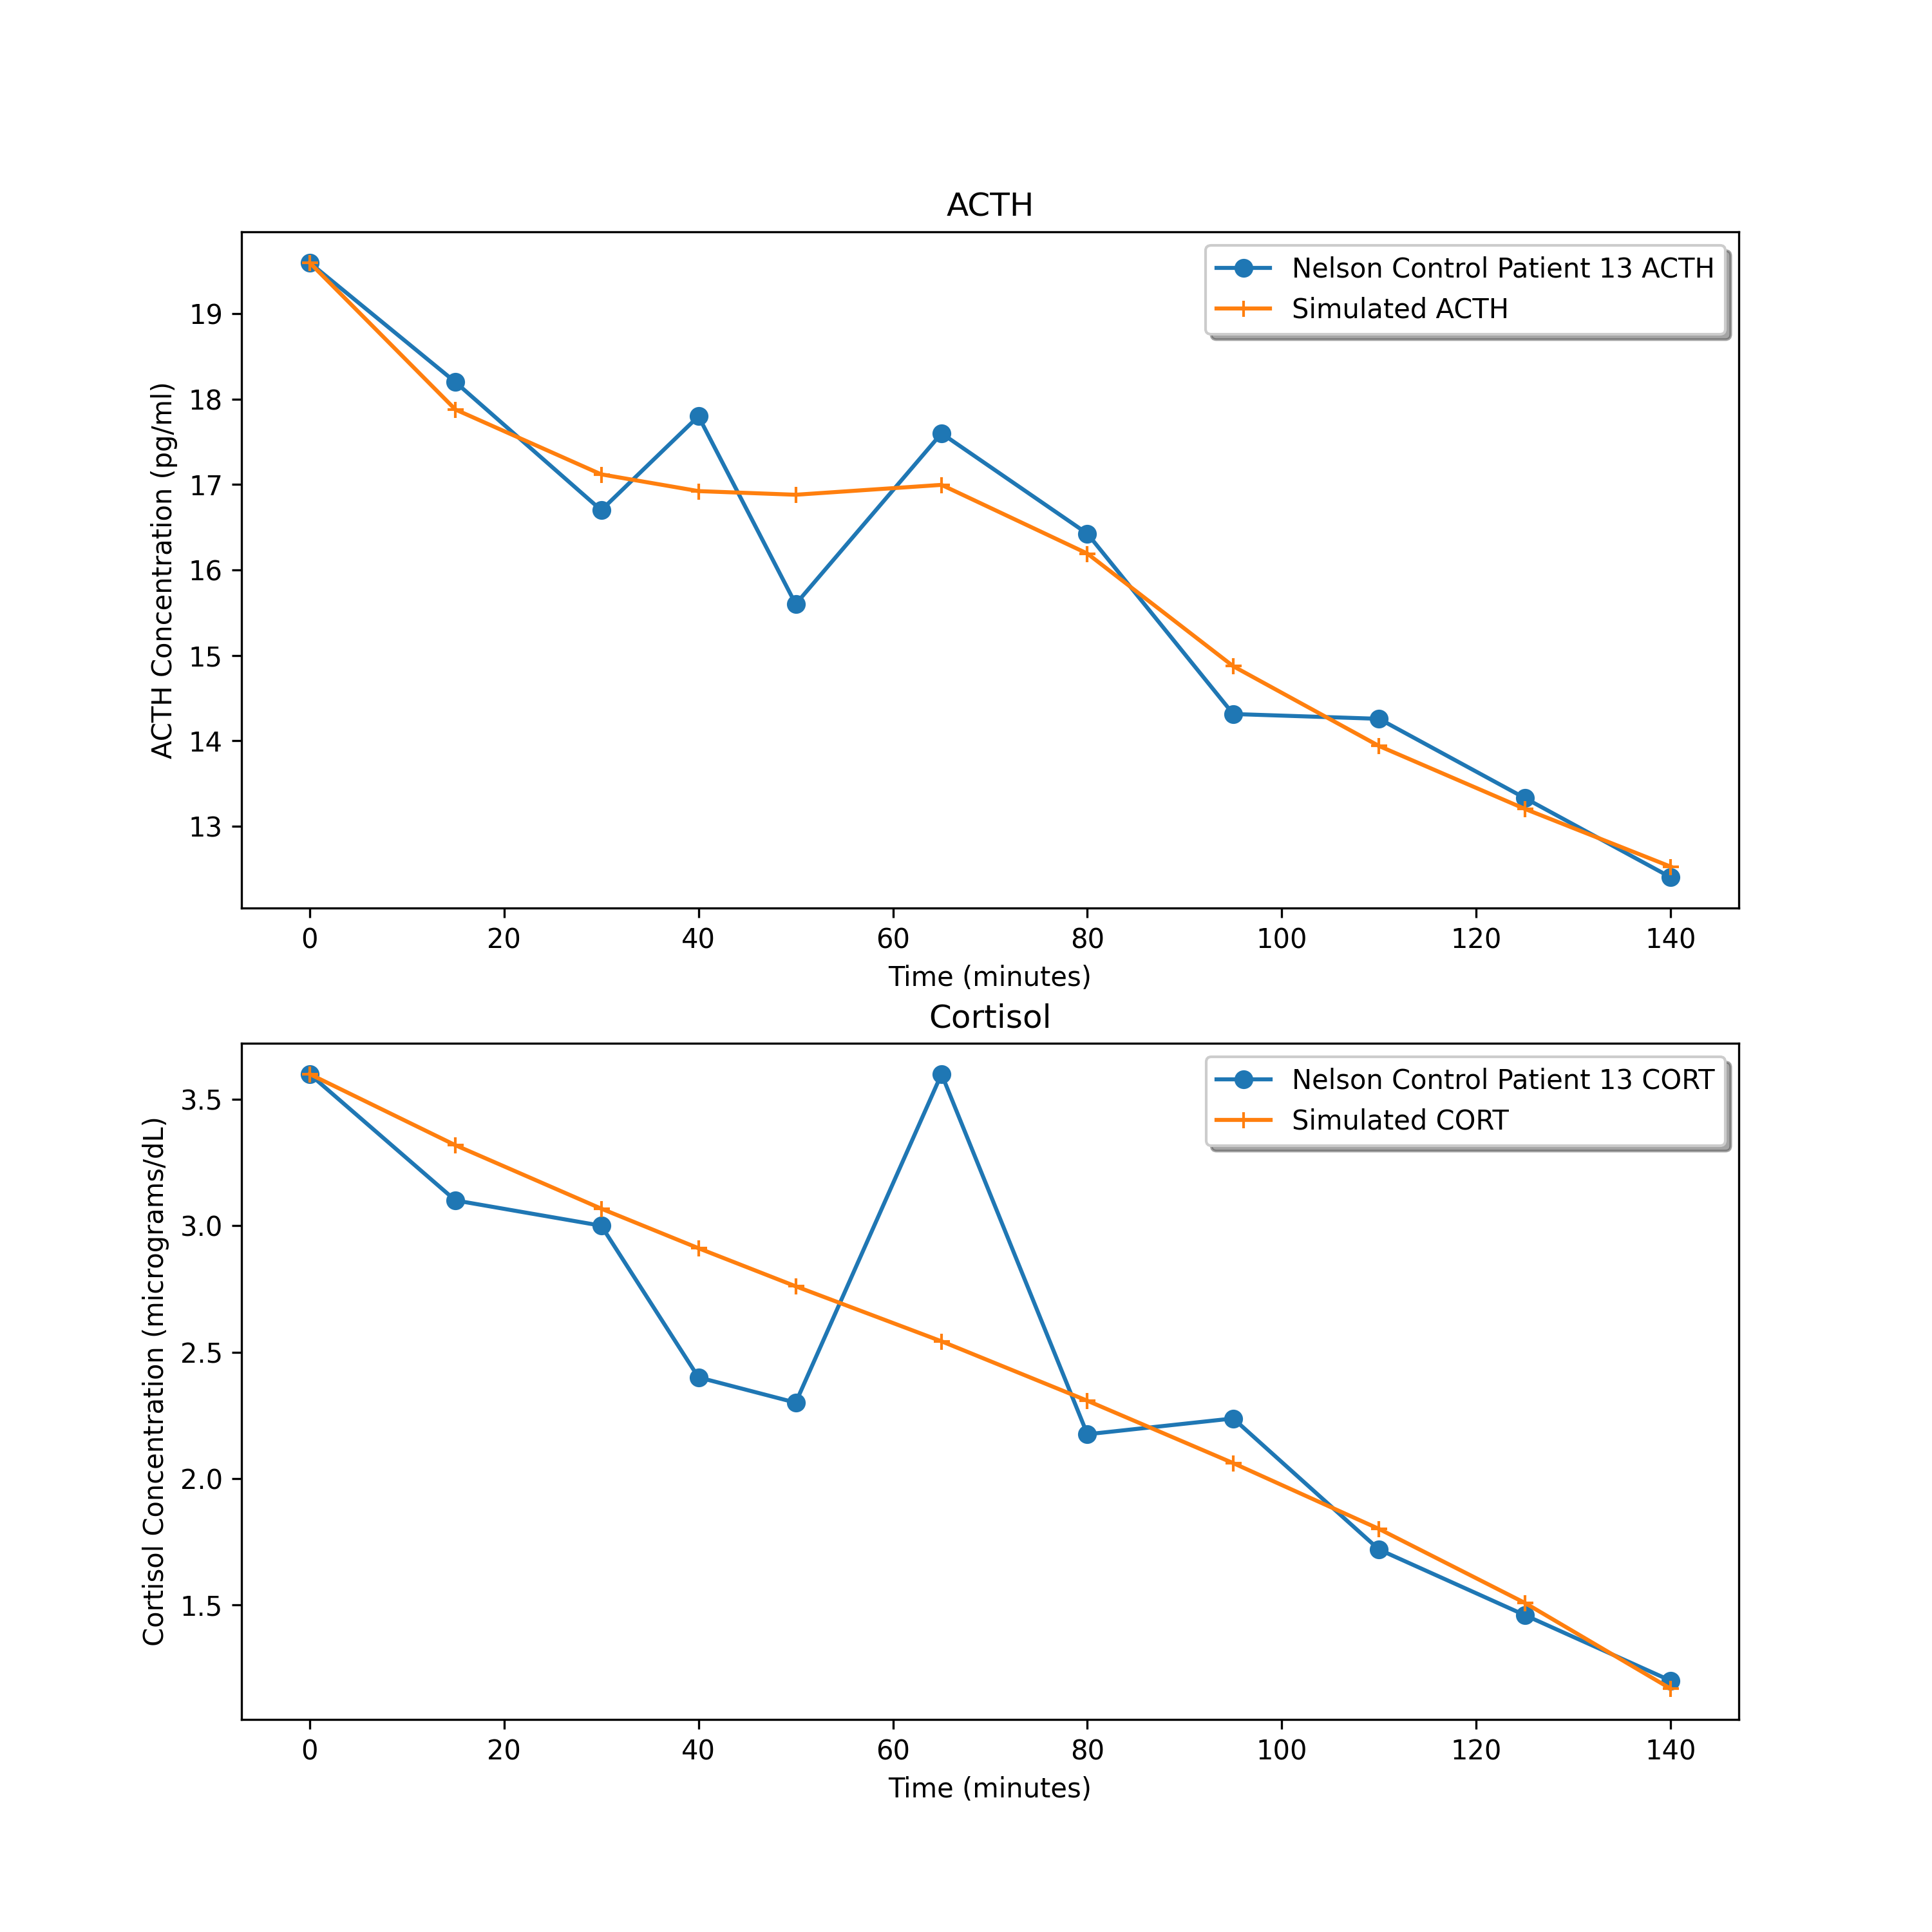 ACTH
Nelson Control Patient 13 ACTH
Simulated ACTH
ACTH Concentration (pg/ml)
19
18
17
16
15
14
13
0 20 40 60 80 100 120 140
Time (minutes)
Cortisol
Nelson Control Patient 13 CORT
Simulated CORT
Cortisol Concentration (micrograms/dL)
3.5
3.0
2.5
2.0
1.5
0 20 40 60 80 100 120 140
Time (minutes)